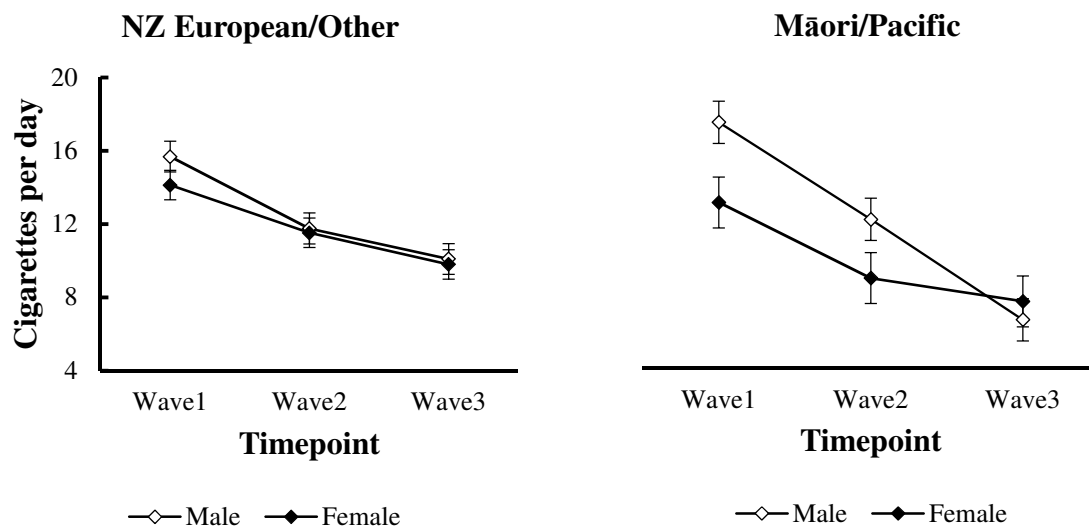 NZ European/Other
Māori/Pacific
Cigarettes per day
20
16
12
8
4
Wave1 Wave2 Wave3
Timepoint
Male Female
Wave1 Wave2 Wave3
Timepoint
Male Female